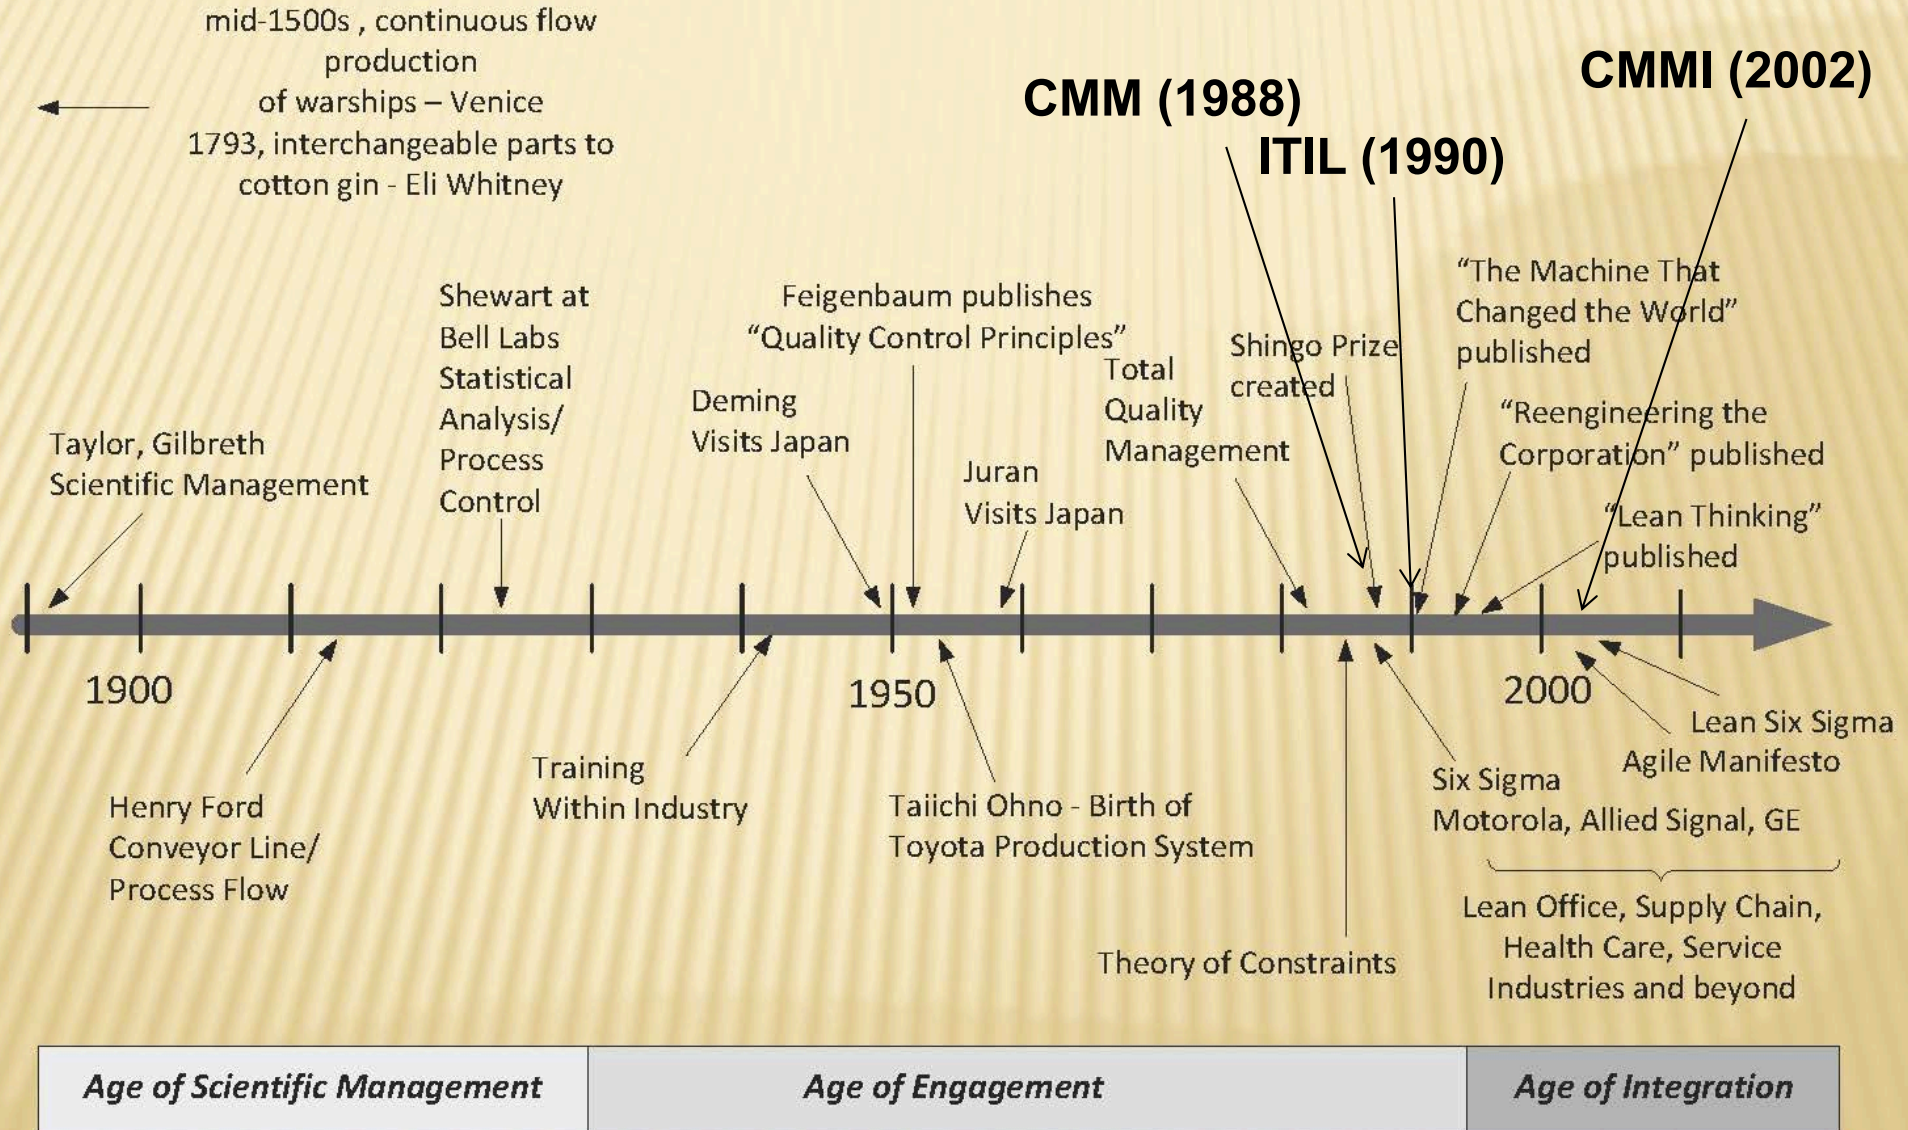 mid-1500s , continuous flow
production
of warships – Venice
1793, interchangeable parts to
cotton gin - Eli Whitney
CMM (1988)
ITIL (1990)
CMMI (2002)
Taylor, Gilbreth
Scientific Management
Shewart at
Bell Labs
Statistical
Analysis/
Process
Control
Deming
Visits Japan
Feigenbaum publishes
“Quality Control Principles”
Juran
Visits Japan
Total
Quality
Management
Shingo Prize
created
“The Machine That
Changed the World”
published
“Reengineering the
Corporation” published
“Lean Thinking”
published
1900
1950
2000
Henry Ford
Conveyor Line/
Process Flow
Training
Within Industry
Taiichi Ohno - Birth of
Toyota Production System
Theory of Constraints
Six Sigma
Motorola, Allied Signal, GE
Agile Manifesto
Lean Six Sigma
Lean Office, Supply Chain,
Health Care, Service
Industries and beyond
Age of Scientific Management
Age of Engagement
Age of Integration